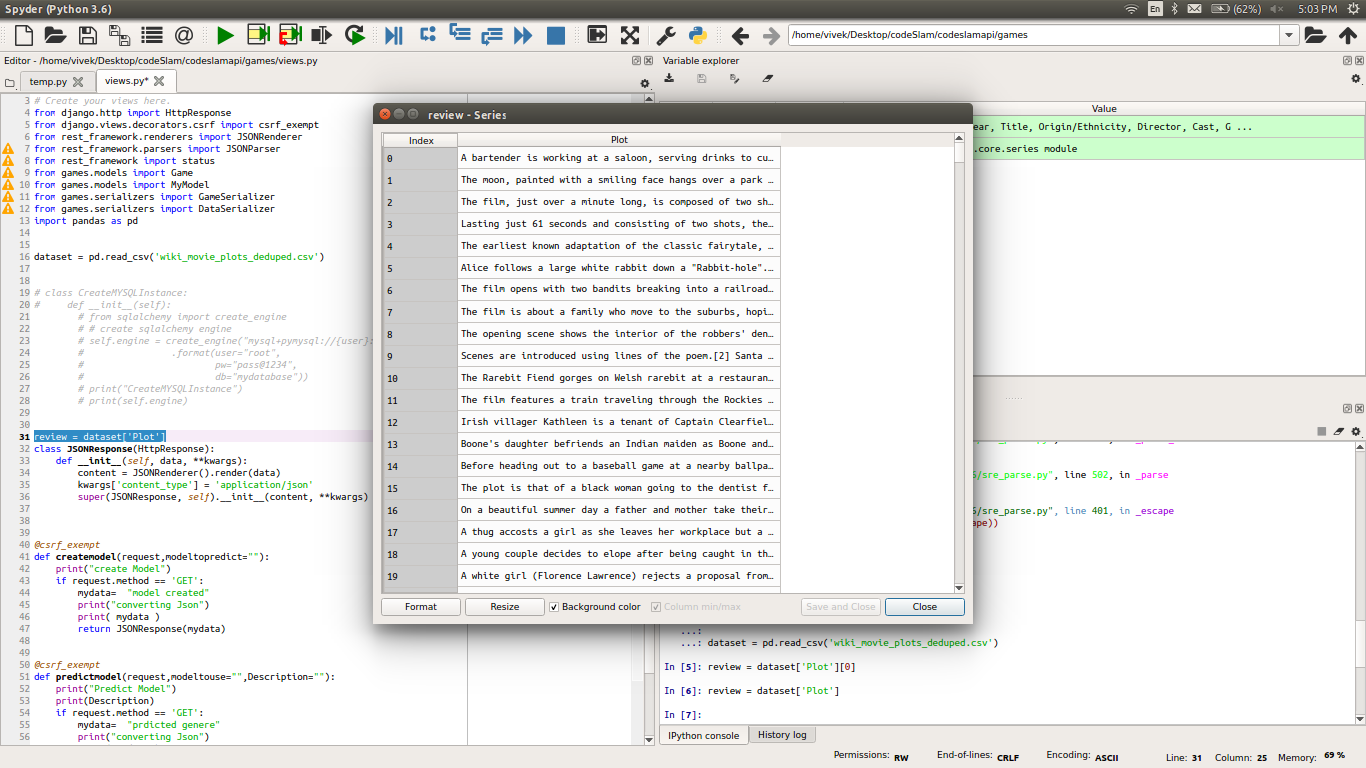 Spyder (Python 3.6)
En
(62%)
5:03 PM
/home/vivek/Desktop/codeSlam/codeslamapi/games
Editor - /home/vivek/Desktop/codeSlam/codeslamapi/games/views.py
temp.py
views.py*
3 # Create your views here.
4 from django.http import HttpResponse
5 from django.views.decorators.csrf import csrf_exempt
6 from rest_framework.renderers import JSONRenderer
7 from rest_framework.parsers import JSONParser
8 from rest_framework import status
9 from games.models import Game
10 from games.models import MyModel
11 from games.serializers import GameSerializer
12 from games.serializers import DataSerializer
13 import pandas as pd
14
15
16 dataset = pd.read_csv('wiki_movie_plots_deduped.csv')
17
18
19 # class CreateMYSQLInstance:
20 #     def __init__(self):
21         # from sqlalchemy import create_engine
22         # # create sqlalchemy engine
23         # self.engine = create_engine("mysql+pymysql://{user}:
24         #                .format(user="root",
25         #                        pw="pass@1234",
26         #                        db="mydatabase"))
27         # print("CreateMYSQLInstance")
28         # print(self.engine)
29
30
31 review = dataset['Plot']
32 class JSONResponse(HttpResponse):
33     def __init__(self, data, **kwargs):
34         content = JSONRenderer().render(data)
35         kwargs['content_type'] = 'application/json'
36         super(JSONResponse, self).__init__(content, **kwargs)
37
38
39
40 @csrf_exempt
41 def createmodel(request,modeltopredict=""):
42     print("create Model")
43     if request.method == 'GET':
44         mydata=  "model created"
45         print("converting Json")
46         print( mydata )
47         return JSONResponse(mydata)
48
49
50 @csrf_exempt
51 def predictmodel(request,modeltouse="",Description=""):
52     print("Predict Model")
53     print(Description)
54     if request.method == 'GET':
55         mydata=  "prdicted genere"
56         print("converting Json")
review - Series
Index Plot
0 A bartender is working at a saloon, serving drinks to cu…
1 The moon, painted with a smiling face hangs over a park …
2 The film, just over a minute long, is composed of two sh…
3 Lasting just 61 seconds and consisting of two shots, the…
4 The earliest known adaptation of the classic fairytale, …
5 Alice follows a large white rabbit down a "Rabbit-hole".…
6 The film opens with two bandits breaking into a railroad…
7 The film is about a family who move to the suburbs, hopi…
8 The opening scene shows the interior of the robbers' den…
9 Scenes are introduced using lines of the poem.[2] Santa …
10 The Rarebit Fiend gorges on Welsh rarebit at a restauran…
11 The film features a train traveling through the Rockies …
12 Irish villager Kathleen is a tenant of Captain Clearfiel…
13 Boone's daughter befriends an Indian maiden as Boone and…
14 Before heading out to a baseball game at a nearby ballpa…
15 The plot is that of a black woman going to the dentist f…
16 On a beautiful summer day a father and mother take their…
17 A thug accosts a girl as she leaves her workplace but a …
18 A young couple decides to elope after being caught in th…
19 A white girl (Florence Lawrence) rejects a proposal from…
Format
Resize
Background color
Column min/max
Save and Close
Close
Variable explorer
Value
ear, Title, Origin/Ethnicity, Director, Cast, G ...
.core.series module
6/sre_parse.py", line 502, in _parse
6/sre_parse.py", line 401, in _escape
ape))
...:
...: dataset = pd.read_csv('wiki_movie_plots_deduped.csv')
In [5]: review = dataset['Plot'][0]
In [6]: review = dataset['Plot']
In [7]:
IPython console
History log
Permissions: RW
End-of-lines: CRLF
Encoding: ASCII
Line: 31
Column: 25
Memory: 69 %